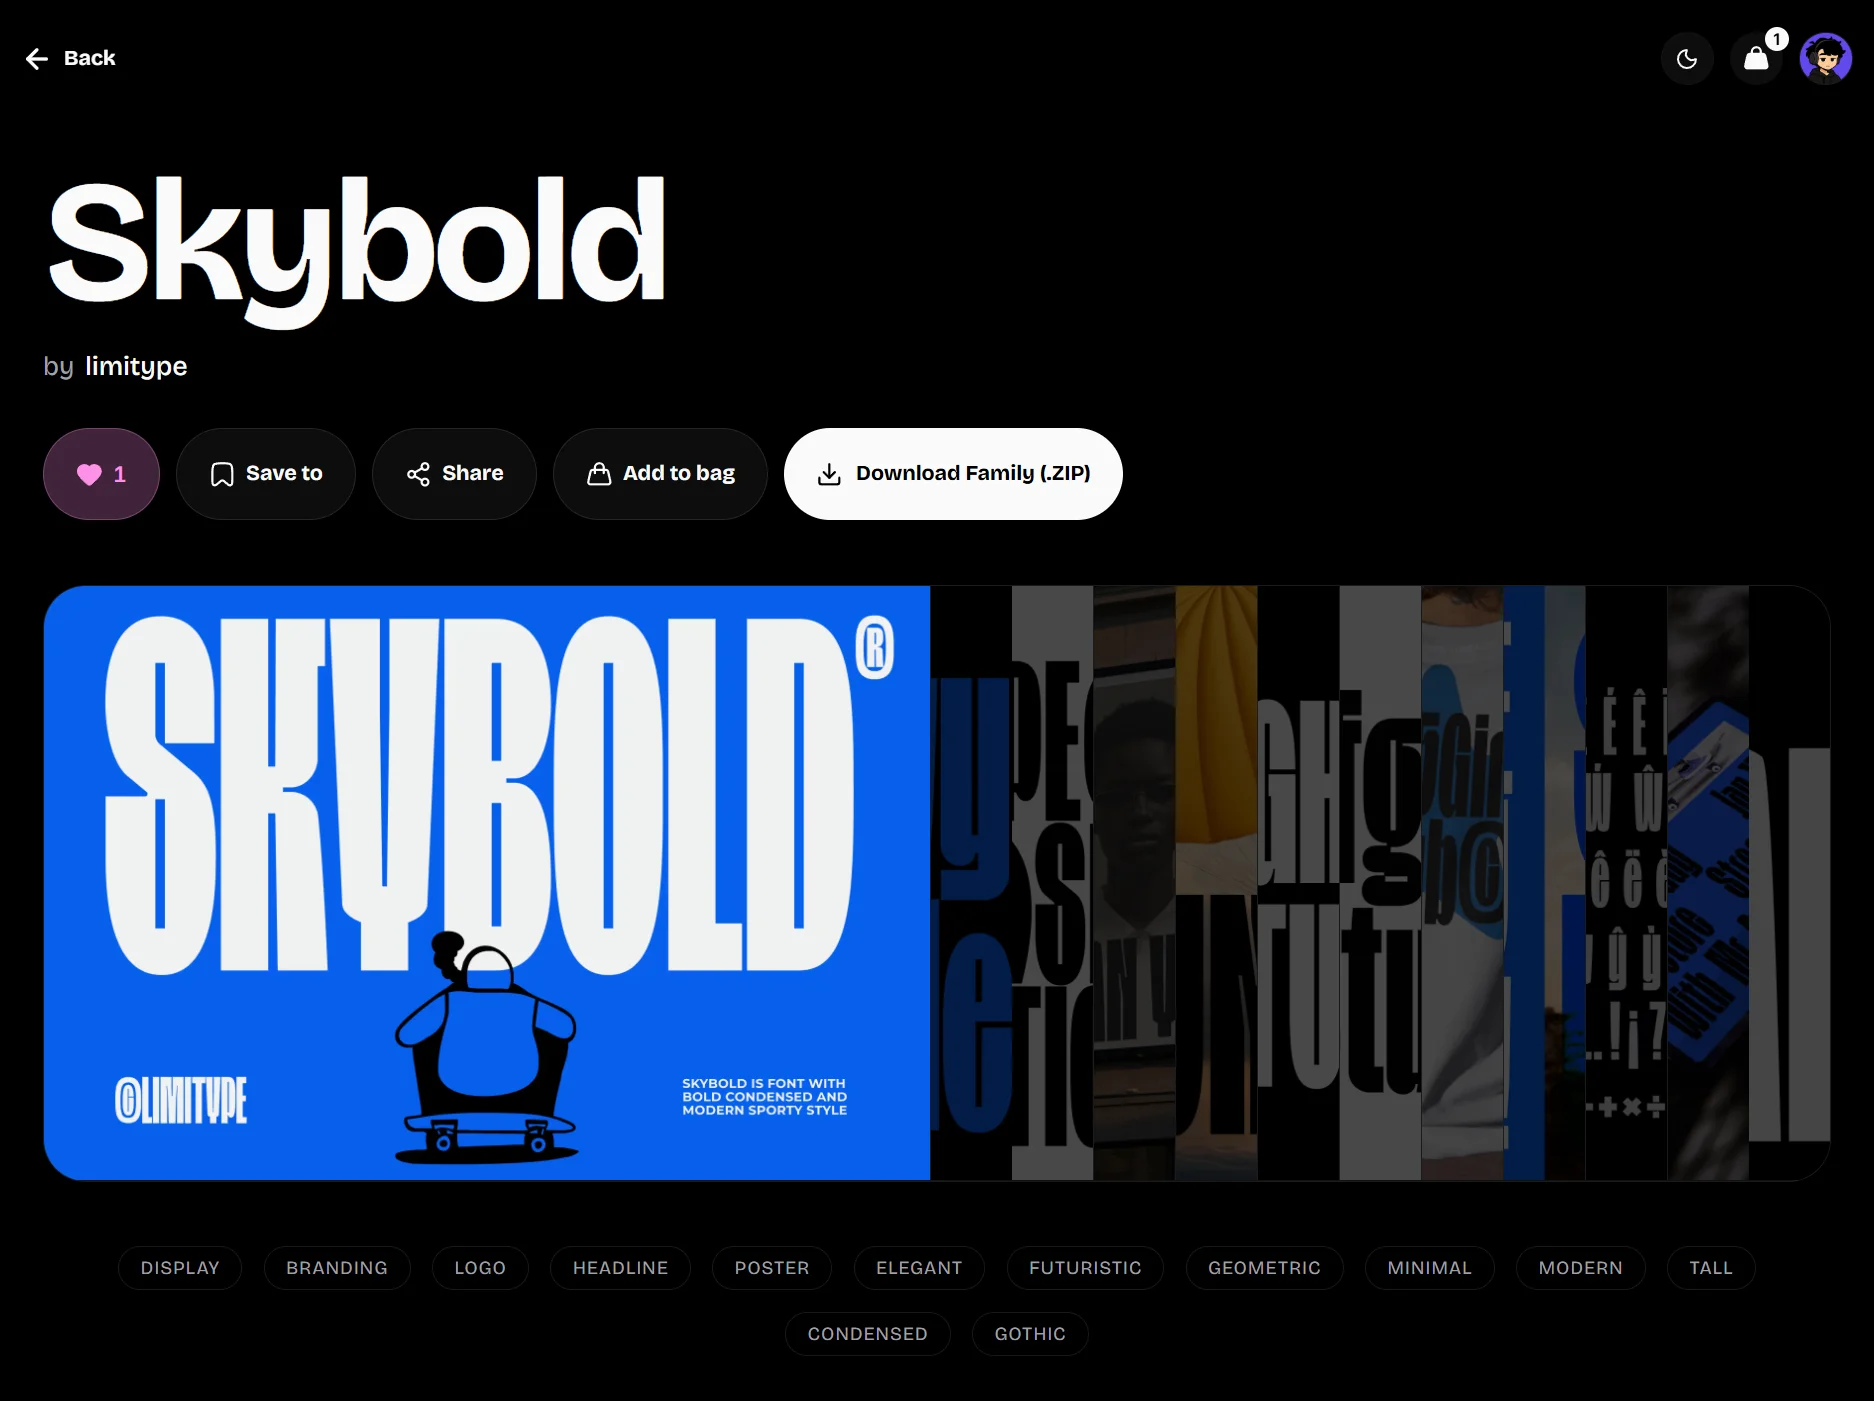 Back
1
Skybold
by limitype
1
Save to
Share
Add to bag
Download Family (.ZIP)
SKYBOLD®
©LIMITYPE
SKYBOLD IS FONT WITH
BOLD CONDENSED AND
MODERN SPORTY STYLE
DISPLAY
BRANDING
LOGO
HEADLINE
POSTER
ELEGANT
FUTURISTIC
GEOMETRIC
MINIMAL
MODERN
TALL
CONDENSED
GOTHIC